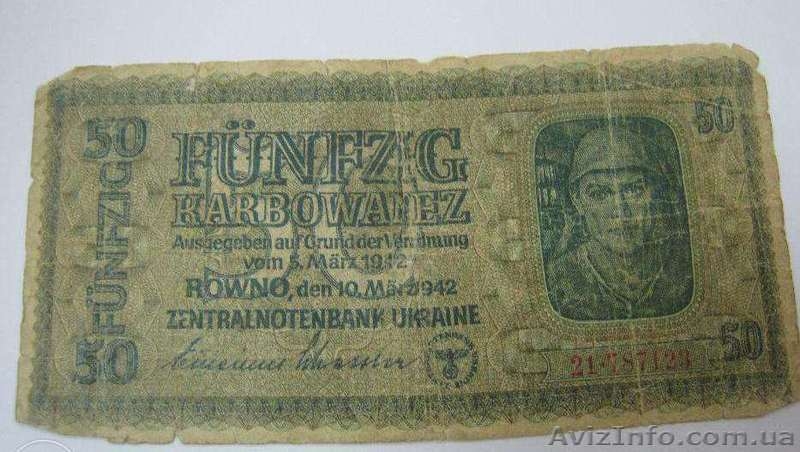 50
50
FÜNFZIG
FÜNFZIG
KARBOWANEZ
Ausgegeben auf Grund der Verordnung
vom 5. März 1942
ROWNO, den 10. März 1942
ZENTRALNOTENBANK UKRAINE
50
50
AvizInfo.com.ua